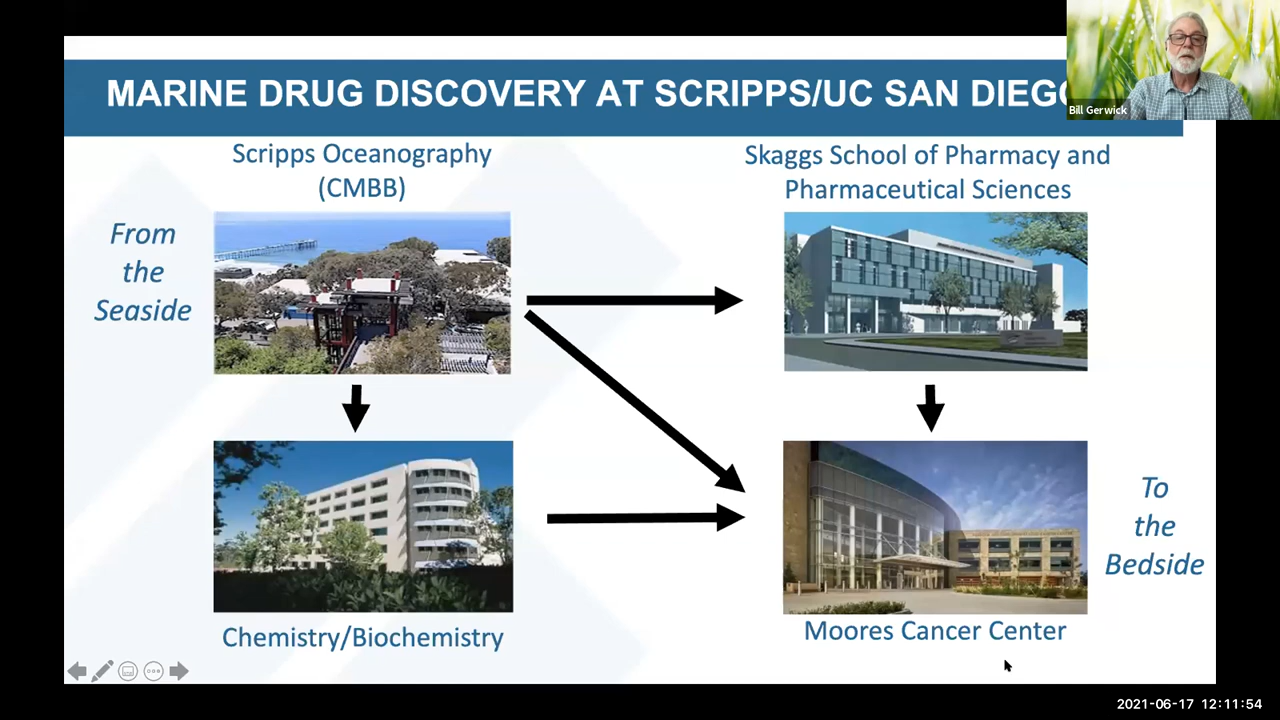 MARINE DRUG DISCOVERY AT SCRIPPS/UC SAN DIEGO
Bill Gerwick
Scripps Oceanography
(CMBB)
Skaggs School of Pharmacy and
Pharmaceutical Sciences
From
the
Seaside
To
the
Bedside
Chemistry/Biochemistry
Moores Cancer Center
2021-06-17 12:11:54